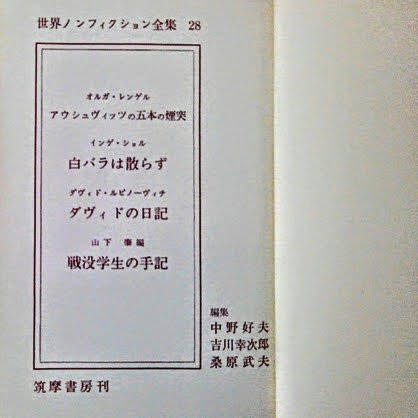 世界ノンフィクション全集 28
オルガ・レンゲル
アウシュヴィッツの五本の煙突
インゲ・ショル
白バラは散らず
ダヴィド・ルビノーヴィチ
ダヴィドの日記
山下 肇編
戦没学生の手記
編集
中野好夫
吉川幸次郎
桑原武夫
筑摩書房刊